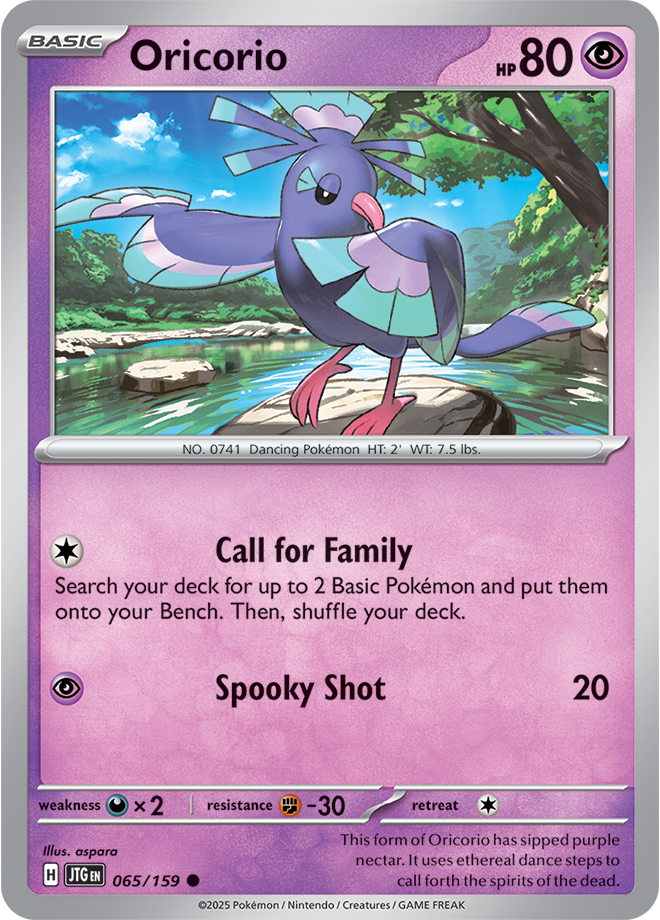 BASIC
Oricorio
HP 80
NO. 0741 Dancing Pokémon HT: 2' WT: 7.5 lbs.
Call for Family
Search your deck for up to 2 Basic Pokémon and put them
onto your Bench. Then, shuffle your deck.
Spooky Shot 20
weakness ×2 resistance -30 retreat
Illus. aspara
This form of Oricorio has sipped purple
nectar. It uses ethereal dance steps to
call forth the spirits of the dead.
H JTG EN 065/159
©2025 Pokémon / Nintendo / Creatures / GAME FREAK